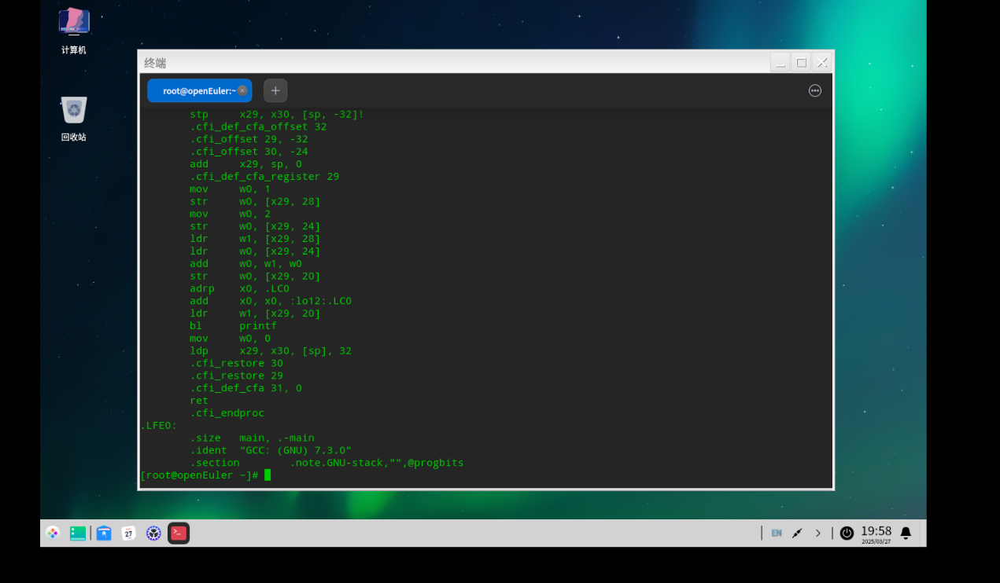 计算机
回收站
终端
root@openEuler:~
stp x29, x30, [sp, -32]!
.cfi_def_cfa_offset 32
.cfi_offset 29, -32
.cfi_offset 30, -24
add x29, sp, 0
.cfi_def_cfa_register 29
mov w0, 1
str w0, [x29, 28]
mov w0, 2
str w0, [x29, 24]
ldr w1, [x29, 28]
ldr w0, [x29, 24]
add w0, w1, w0
str w0, [x29, 20]
adrp x0, .LC0
add x0, x0, :lo12:.LC0
ldr w1, [x29, 20]
bl printf
mov w0, 0
ldp x29, x30, [sp], 32
.cfi_restore 30
.cfi_restore 29
.cfi_def_cfa 31, 0
ret
.cfi_endproc
.LFE0:
.size main, .-main
.ident "GCC: (GNU) 7.3.0"
.section .note.GNU-stack,"",@progbits
[root@openEuler ~]#
27
EN
19:58
2025/03/27